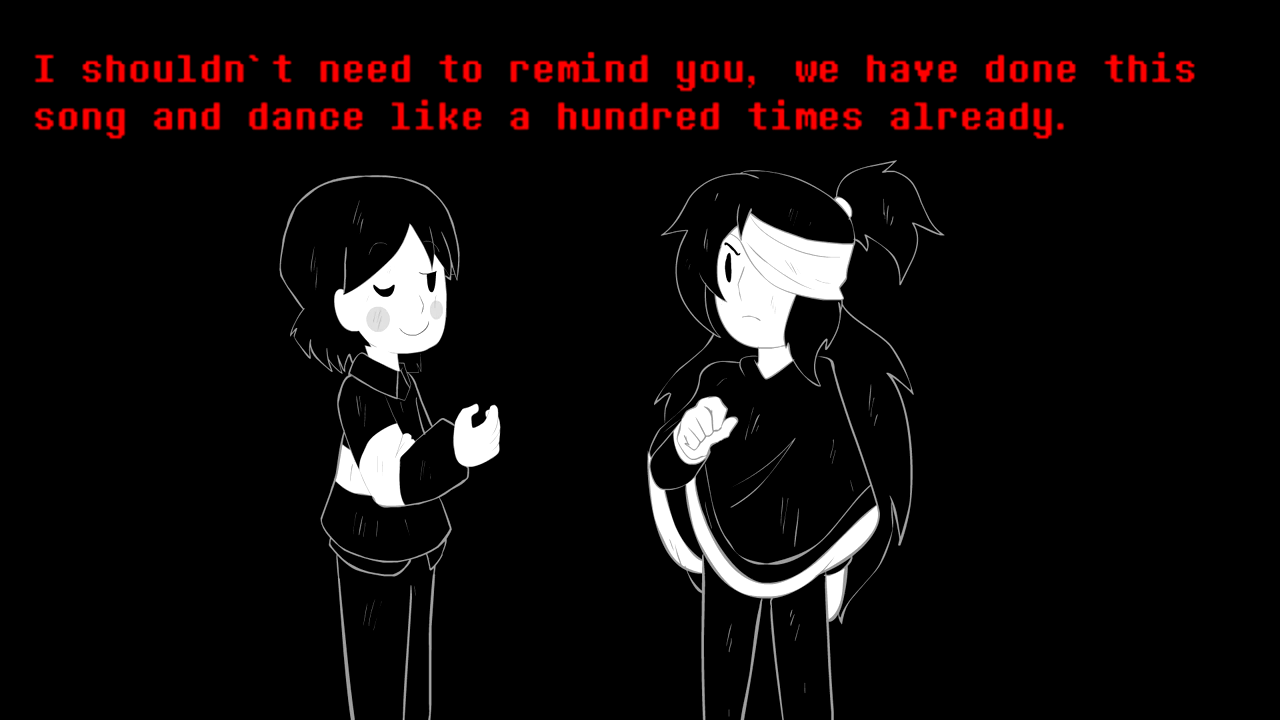 I shouldn`t need to remind you, we have done this
song and dance like a hundred times already.